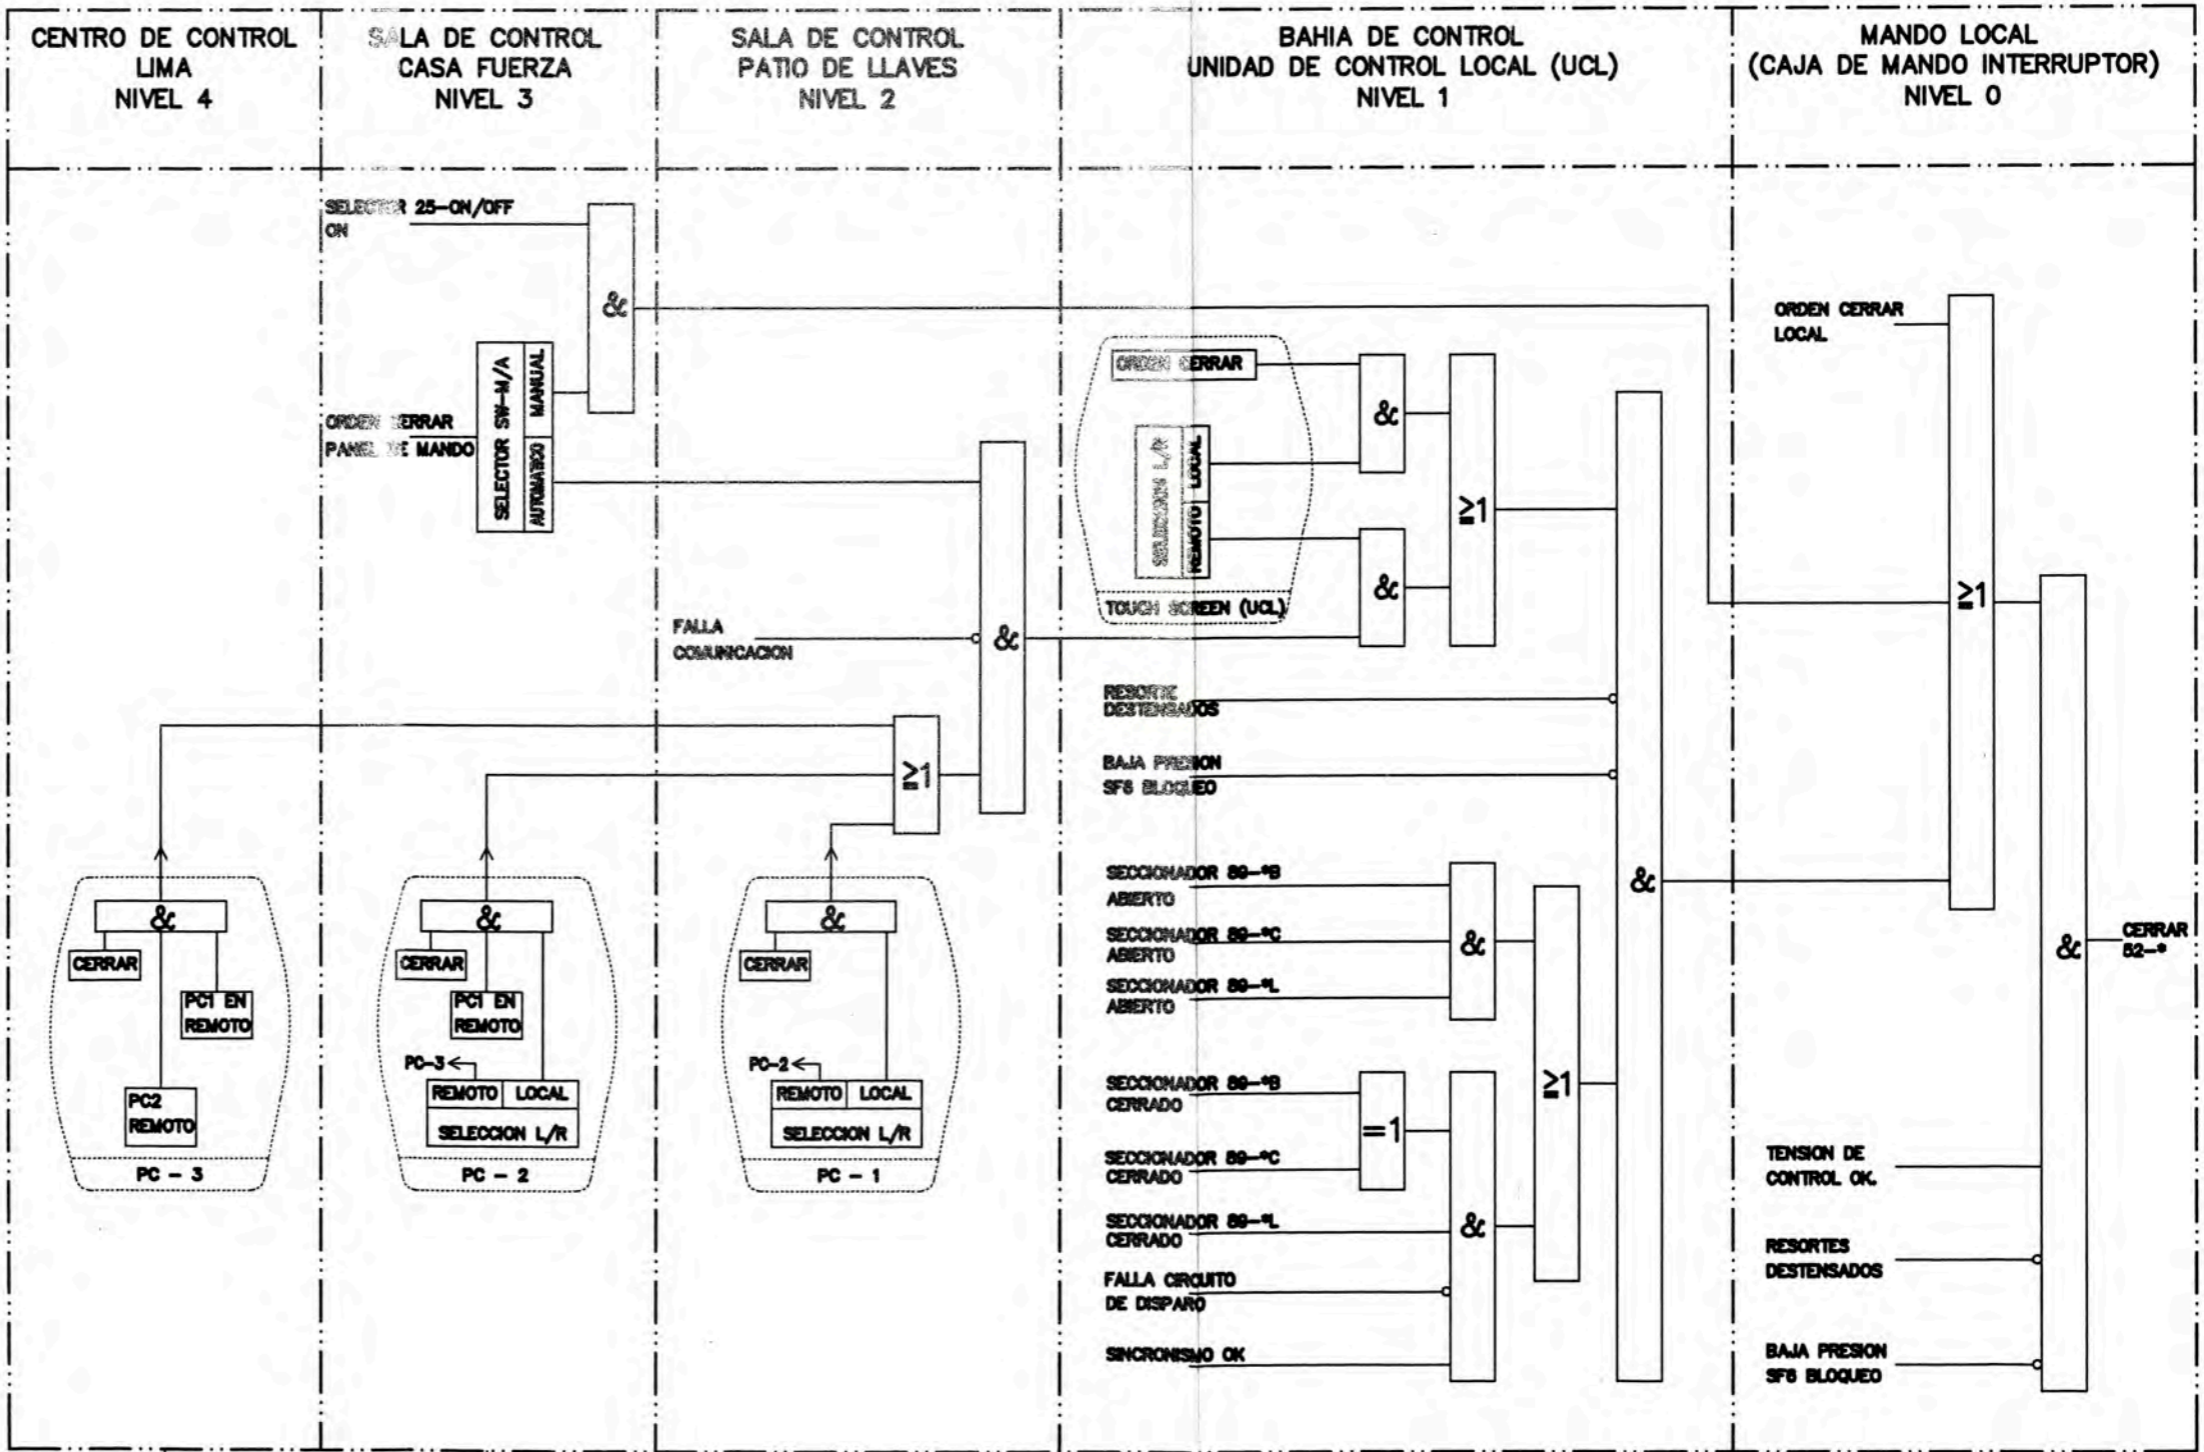 CENTRO DE CONTROL
LIMA
NIVEL 4
SALA DE CONTROL
CASA FUERZA
NIVEL 3
SALA DE CONTROL
PATIO DE LLAVES
NIVEL 2
BAHIA DE CONTROL
UNIDAD DE CONTROL LOCAL (UCL)
NIVEL 1
MANDO LOCAL
(CAJA DE MANDO INTERRUPTOR)
NIVEL 0
&
CERRAR
PC1 EN
REMOTO
PC2
REMOTO
PC - 3
SELECTOR 25-ON/OFF
ON
&
ORDEN CERRAR
PANEL DE MANDO
SELECTOR SW-M/A
AUTOMATICO
MANUAL
&
CERRAR
PC1 EN
REMOTO
PC-3
REMOTO
LOCAL
SELECCION L/R
PC - 2
FALLA
COMUNICACION
&
≥1
&
CERRAR
PC-2
REMOTO
LOCAL
SELECCION L/R
PC - 1
ORDEN CERRAR
SELECCION L/R
REMOTO
LOCAL
TOUCH SCREEN (UCL)
&
&
≥1
RESORTE
DESTENSADOS
BAJA PRESION
SF6 BLOQUEO
SECCIONADOR 89-*B
ABIERTO
SECCIONADOR 89-*C
ABIERTO
SECCIONADOR 89-*L
ABIERTO
&
SECCIONADOR 89-*B
CERRADO
=1
SECCIONADOR 89-*C
CERRADO
SECCIONADOR 89-*L
CERRADO
&
FALLA CIRCUITO
DE DISPARO
SINCRONISMO OK
≥1
&
ORDEN CERRAR
LOCAL
≥1
&
CERRAR
52-*
TENSION DE
CONTROL OK.
RESORTES
DESTENSADOS
BAJA PRESION
SF6 BLOQUEO